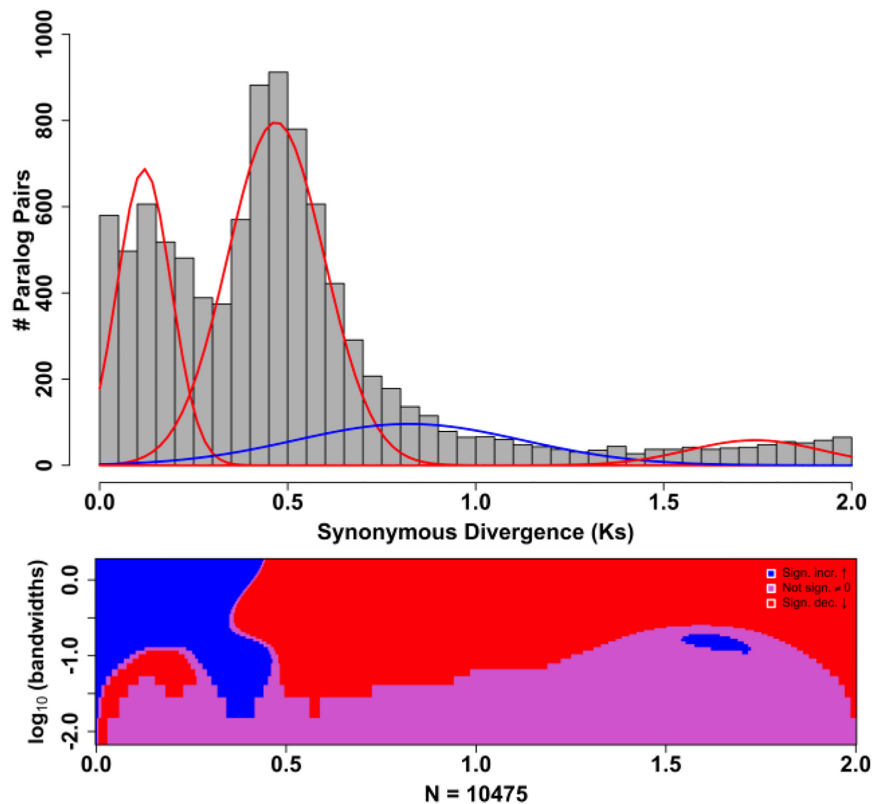 1000
800
600
400
200
0
# Paralog Pairs
0.0 0.5 1.0 1.5 2.0
Synonymous Divergence (Ks)
0.0
-1.0
-2.0
log10 (bandwidths)
Sign. incr. ↑
Not sign. ≠ 0
Sign. dec. ↓
0.0 0.5 1.0 1.5 2.0
N = 10475